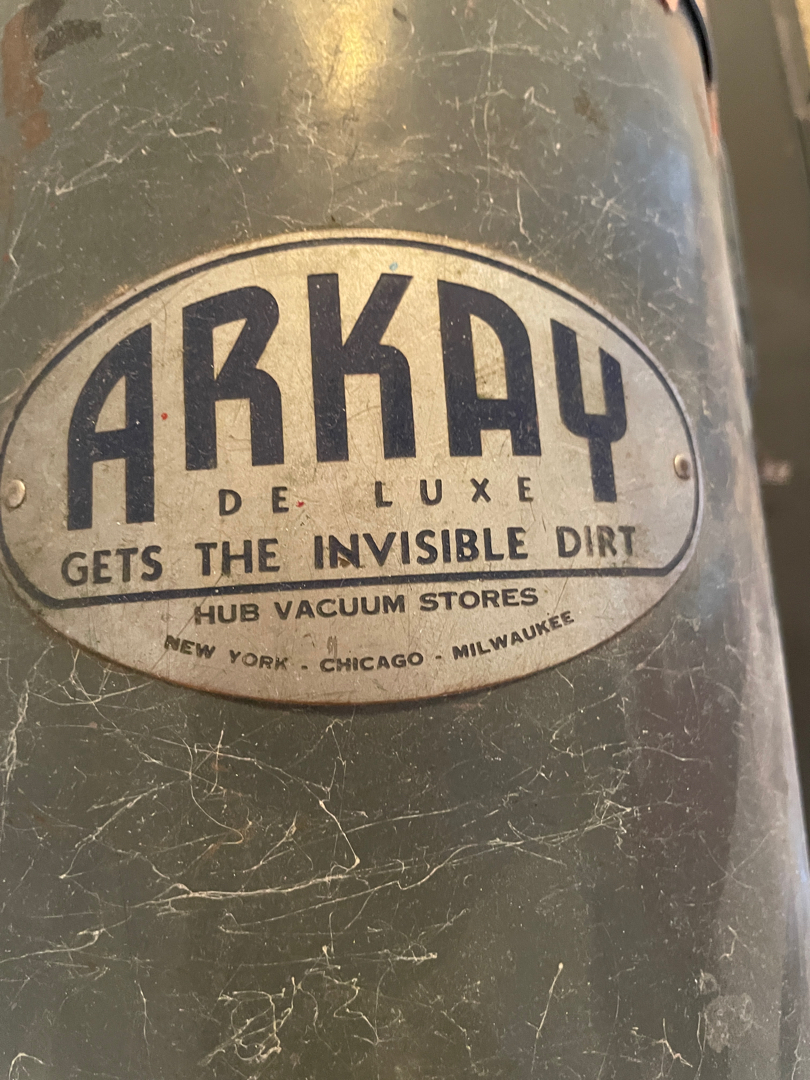 ARKAY
DE LUXE
GETS THE INVISIBLE DIRT
HUB VACUUM STORES
NEW YORK - CHICAGO - MILWAUKEE